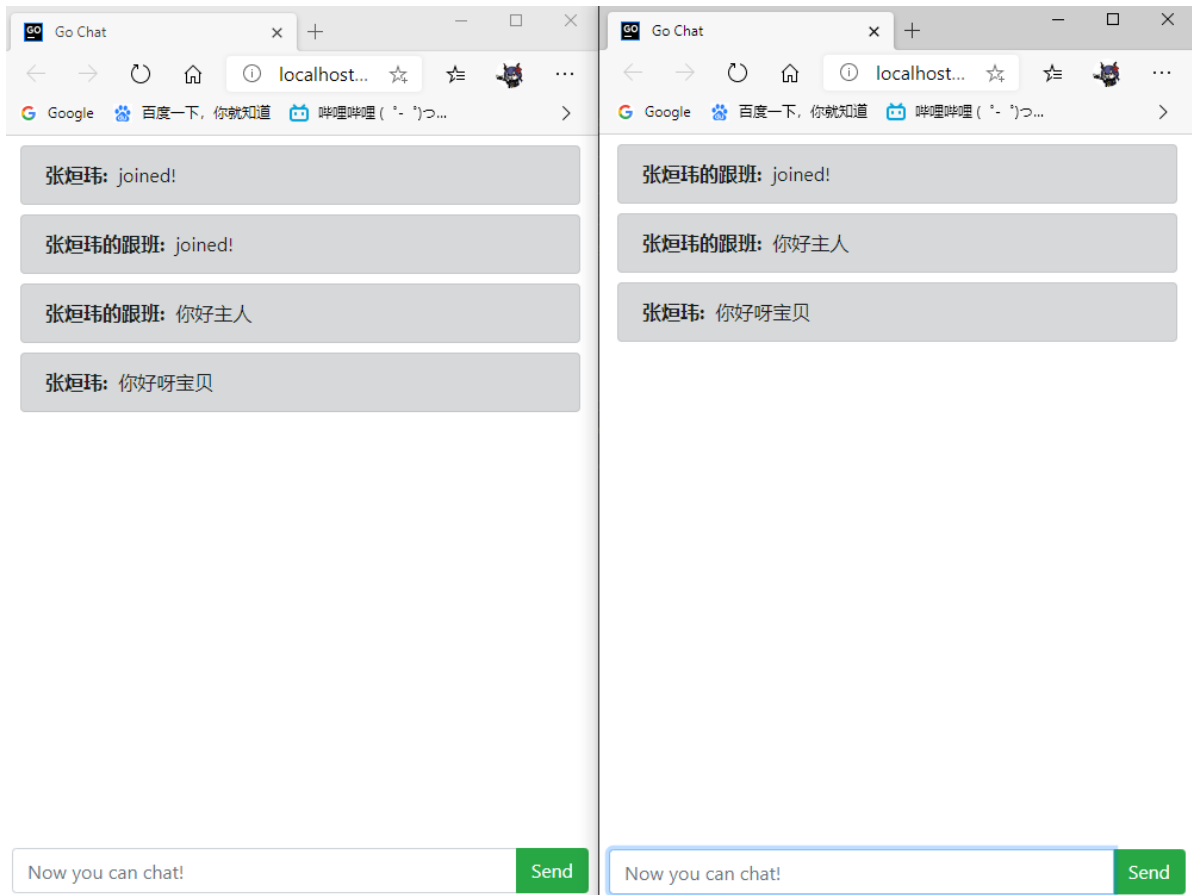 GO Go Chat
localhost...
Google 百度一下，你就知道 哔哩哔哩 ( ゜- ゜)つ...
张烜玮: joined!
张烜玮的跟班: joined!
张烜玮的跟班: 你好主人
张烜玮: 你好呀宝贝
Now you can chat! Send
GO Go Chat
localhost...
Google 百度一下，你就知道 哔哩哔哩 ( ゜- ゜)つ...
张烜玮的跟班: joined!
张烜玮的跟班: 你好主人
张烜玮: 你好呀宝贝
Now you can chat! Send